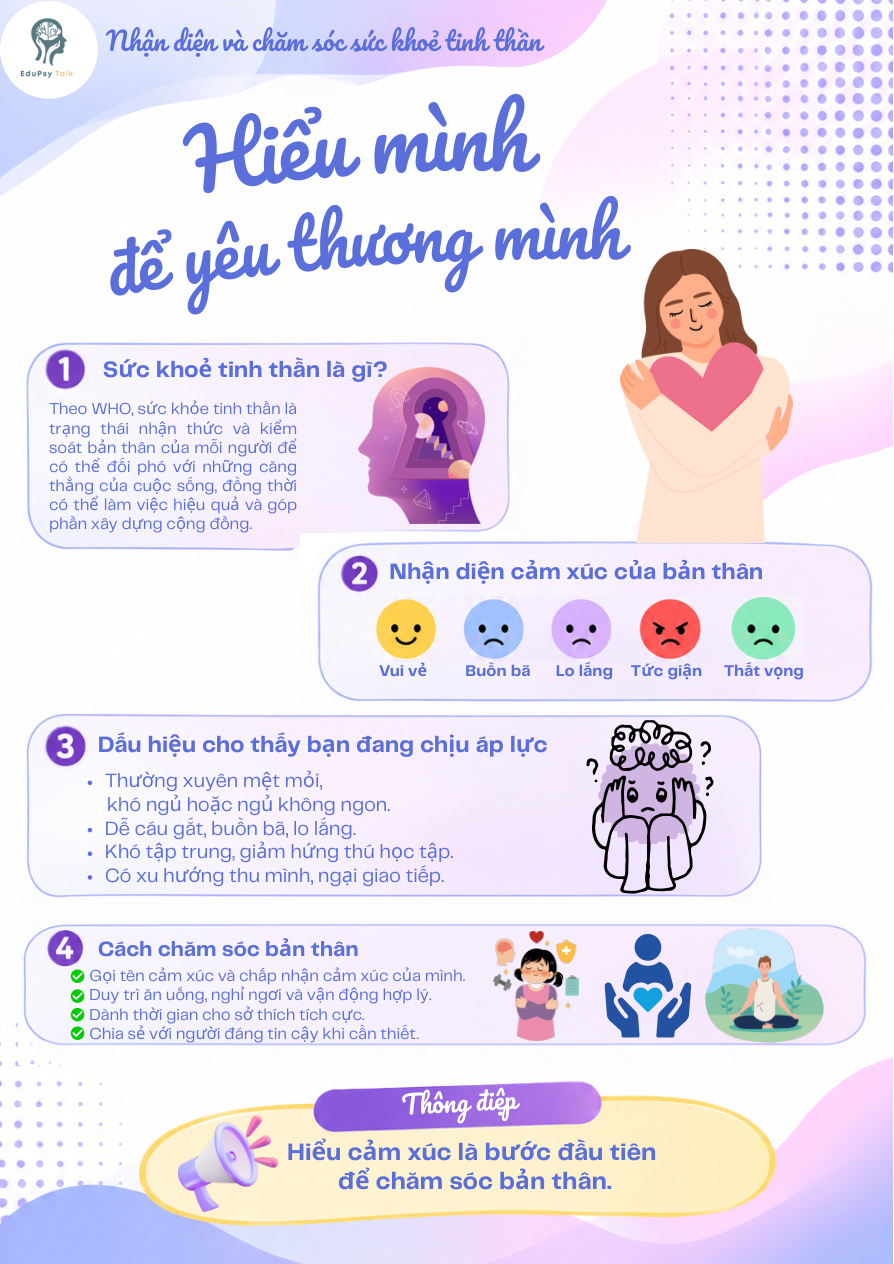 EduPsy Talk
Nhận diện và chăm sóc sức khoẻ tinh thần
Hiểu mình
để yêu thương mình
1 Sức khoẻ tinh thần là gì?
Theo WHO, sức khỏe tinh thần là
trạng thái nhận thức và kiểm
soát bản thân của mỗi người để
có thể đối phó với những căng
thẳng của cuộc sống, đồng thời
có thể làm việc hiệu quả và góp
phần xây dựng cộng đồng.
2 Nhận diện cảm xúc của bản thân
Vui vẻ Buồn bã Lo lắng Tức giận Thất vọng
3 Dấu hiệu cho thấy bạn đang chịu áp lực
• Thường xuyên mệt mỏi,
khó ngủ hoặc ngủ không ngon.
• Dễ cáu gắt, buồn bã, lo lắng.
• Khó tập trung, giảm hứng thú học tập.
• Có xu hướng thu mình, ngại giao tiếp.
? ? ?
4 Cách chăm sóc bản thân
Gọi tên cảm xúc và chấp nhận cảm xúc của mình.
Duy trì ăn uống, nghỉ ngơi và vận động hợp lý.
Dành thời gian cho sở thích tích cực.
Chia sẻ với người đáng tin cậy khi cần thiết.
Thông điệp
Hiểu cảm xúc là bước đầu tiên
để chăm sóc bản thân.